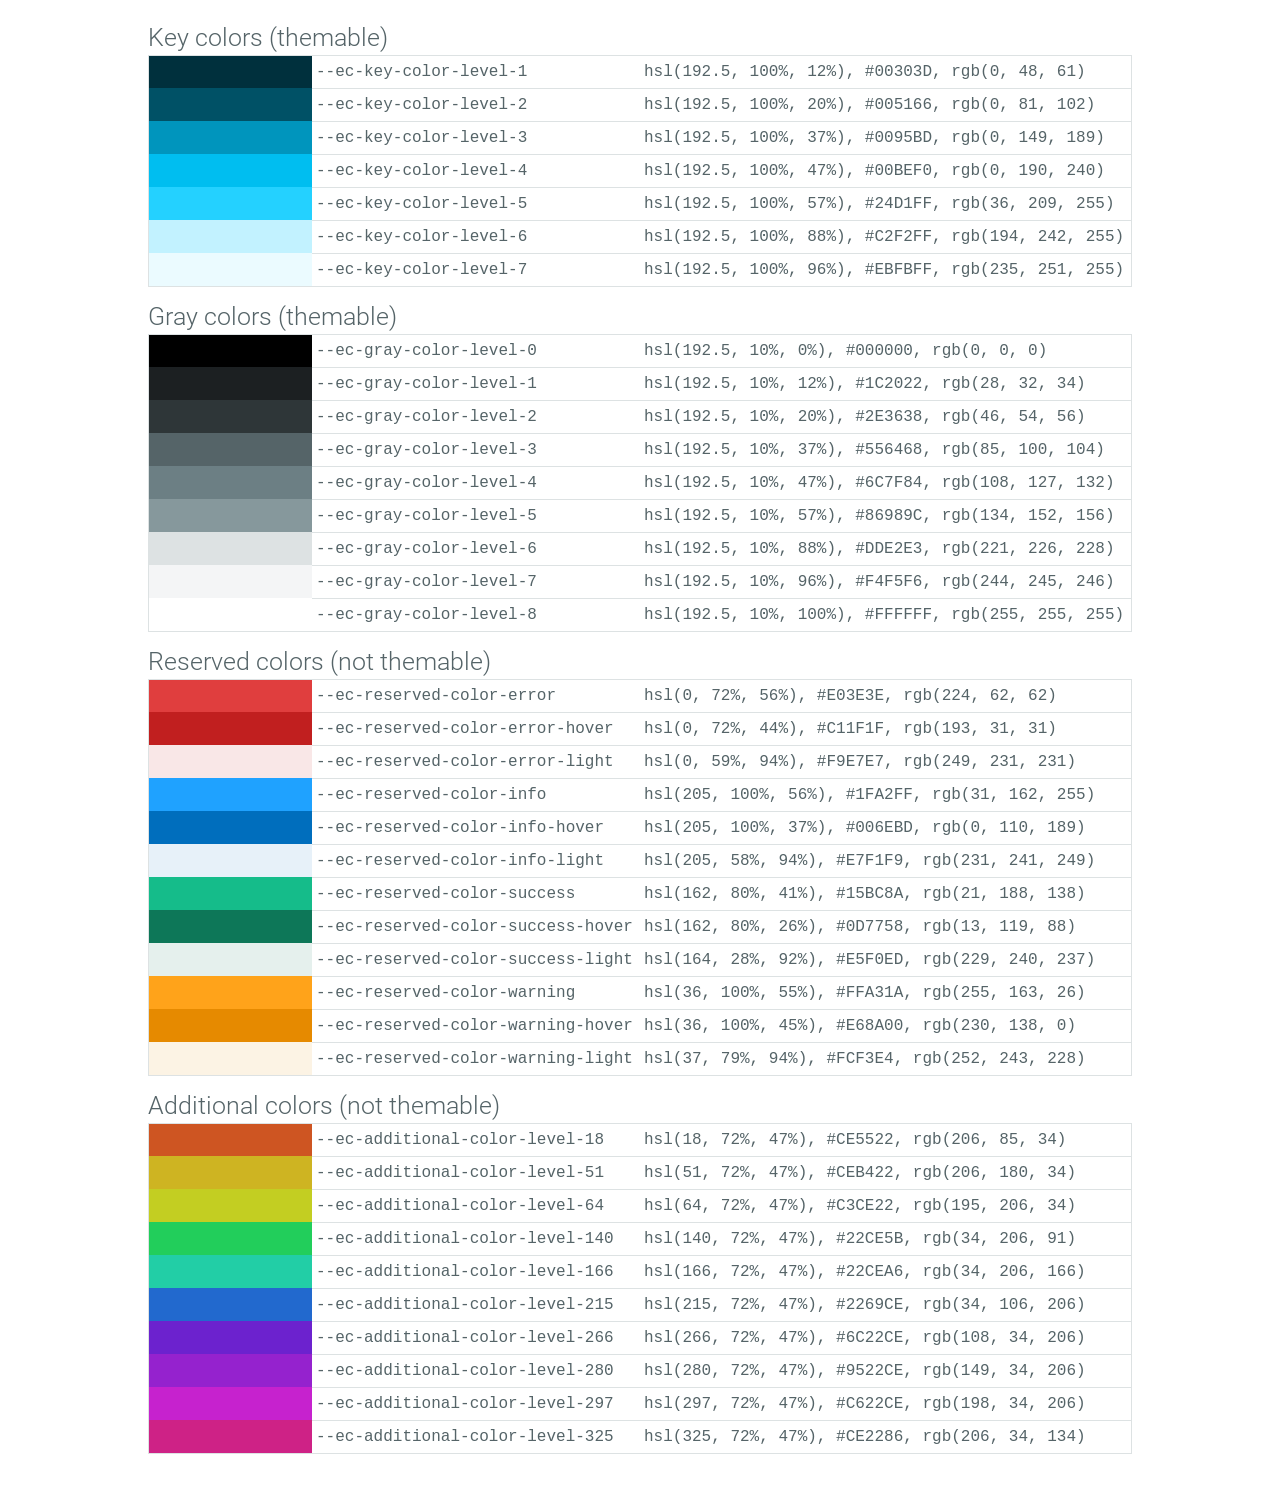 Key colors (themable)
--ec-key-color-level-1 hsl(192.5, 100%, 12%), #00303D, rgb(0, 48, 61)
--ec-key-color-level-2 hsl(192.5, 100%, 20%), #005166, rgb(0, 81, 102)
--ec-key-color-level-3 hsl(192.5, 100%, 37%), #0095BD, rgb(0, 149, 189)
--ec-key-color-level-4 hsl(192.5, 100%, 47%), #00BEF0, rgb(0, 190, 240)
--ec-key-color-level-5 hsl(192.5, 100%, 57%), #24D1FF, rgb(36, 209, 255)
--ec-key-color-level-6 hsl(192.5, 100%, 88%), #C2F2FF, rgb(194, 242, 255)
--ec-key-color-level-7 hsl(192.5, 100%, 96%), #EBFBFF, rgb(235, 251, 255)
Gray colors (themable)
--ec-gray-color-level-0 hsl(192.5, 10%, 0%), #000000, rgb(0, 0, 0)
--ec-gray-color-level-1 hsl(192.5, 10%, 12%), #1C2022, rgb(28, 32, 34)
--ec-gray-color-level-2 hsl(192.5, 10%, 20%), #2E3638, rgb(46, 54, 56)
--ec-gray-color-level-3 hsl(192.5, 10%, 37%), #556468, rgb(85, 100, 104)
--ec-gray-color-level-4 hsl(192.5, 10%, 47%), #6C7F84, rgb(108, 127, 132)
--ec-gray-color-level-5 hsl(192.5, 10%, 57%), #86989C, rgb(134, 152, 156)
--ec-gray-color-level-6 hsl(192.5, 10%, 88%), #DDE2E3, rgb(221, 226, 228)
--ec-gray-color-level-7 hsl(192.5, 10%, 96%), #F4F5F6, rgb(244, 245, 246)
--ec-gray-color-level-8 hsl(192.5, 10%, 100%), #FFFFFF, rgb(255, 255, 255)
Reserved colors (not themable)
--ec-reserved-color-error hsl(0, 72%, 56%), #E03E3E, rgb(224, 62, 62)
--ec-reserved-color-error-hover hsl(0, 72%, 44%), #C11F1F, rgb(193, 31, 31)
--ec-reserved-color-error-light hsl(0, 59%, 94%), #F9E7E7, rgb(249, 231, 231)
--ec-reserved-color-info hsl(205, 100%, 56%), #1FA2FF, rgb(31, 162, 255)
--ec-reserved-color-info-hover hsl(205, 100%, 37%), #006EBD, rgb(0, 110, 189)
--ec-reserved-color-info-light hsl(205, 58%, 94%), #E7F1F9, rgb(231, 241, 249)
--ec-reserved-color-success hsl(162, 80%, 41%), #15BC8A, rgb(21, 188, 138)
--ec-reserved-color-success-hover hsl(162, 80%, 26%), #0D7758, rgb(13, 119, 88)
--ec-reserved-color-success-light hsl(164, 28%, 92%), #E5F0ED, rgb(229, 240, 237)
--ec-reserved-color-warning hsl(36, 100%, 55%), #FFA31A, rgb(255, 163, 26)
--ec-reserved-color-warning-hover hsl(36, 100%, 45%), #E68A00, rgb(230, 138, 0)
--ec-reserved-color-warning-light hsl(37, 79%, 94%), #FCF3E4, rgb(252, 243, 228)
Additional colors (not themable)
--ec-additional-color-level-18 hsl(18, 72%, 47%), #CE5522, rgb(206, 85, 34)
--ec-additional-color-level-51 hsl(51, 72%, 47%), #CEB422, rgb(206, 180, 34)
--ec-additional-color-level-64 hsl(64, 72%, 47%), #C3CE22, rgb(195, 206, 34)
--ec-additional-color-level-140 hsl(140, 72%, 47%), #22CE5B, rgb(34, 206, 91)
--ec-additional-color-level-166 hsl(166, 72%, 47%), #22CEA6, rgb(34, 206, 166)
--ec-additional-color-level-215 hsl(215, 72%, 47%), #2269CE, rgb(34, 106, 206)
--ec-additional-color-level-266 hsl(266, 72%, 47%), #6C22CE, rgb(108, 34, 206)
--ec-additional-color-level-280 hsl(280, 72%, 47%), #9522CE, rgb(149, 34, 206)
--ec-additional-color-level-297 hsl(297, 72%, 47%), #C622CE, rgb(198, 34, 206)
--ec-additional-color-level-325 hsl(325, 72%, 47%), #CE2286, rgb(206, 34, 134)